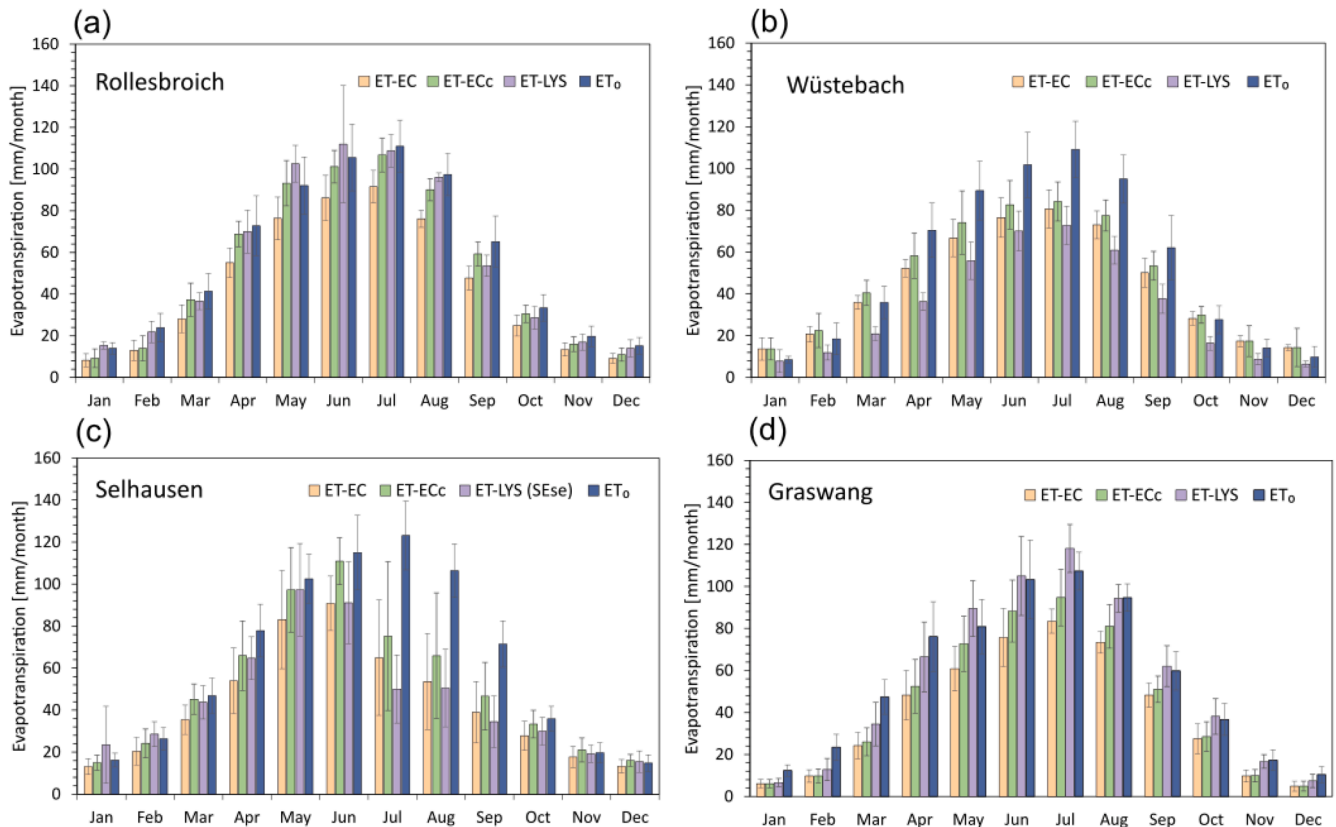 (a)
Evapotranspiration [mm/month]
160
140
120
100
80
60
40
20
0
Rollesbroich
ET-EC ET-ECc ET-LYS ET₀
Jan Feb Mar Apr May Jun Jul Aug Sep Oct Nov Dec
(b)
Evapotranspiration [mm/month]
160
140
120
100
80
60
40
20
0
Wüstebach
ET-EC ET-ECc ET-LYS ET₀
Jan Feb Mar Apr May Jun Jul Aug Sep Oct Nov Dec
(c)
Evapotranspiration [mm/month]
160
140
120
100
80
60
40
20
0
Selhausen
ET-EC ET-ECc ET-LYS (SEse) ET₀
Jan Feb Mar Apr May Jun Jul Aug Sep Oct Nov Dec
(d)
Evapotranspiration [mm/month]
160
140
120
100
80
60
40
20
0
Graswang
ET-EC ET-ECc ET-LYS ET₀
Jan Feb Mar Apr May Jun Jul Aug Sep Oct Nov Dec